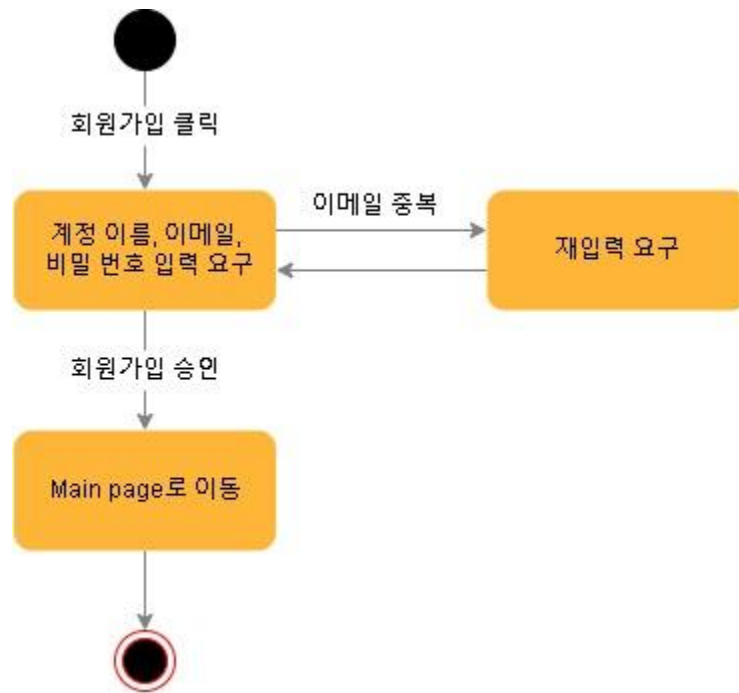 회원가입 클릭
계정 이름, 이메일,
비밀 번호 입력 요구
이메일 중복
재입력 요구
회원가입 승인
Main page로 이동